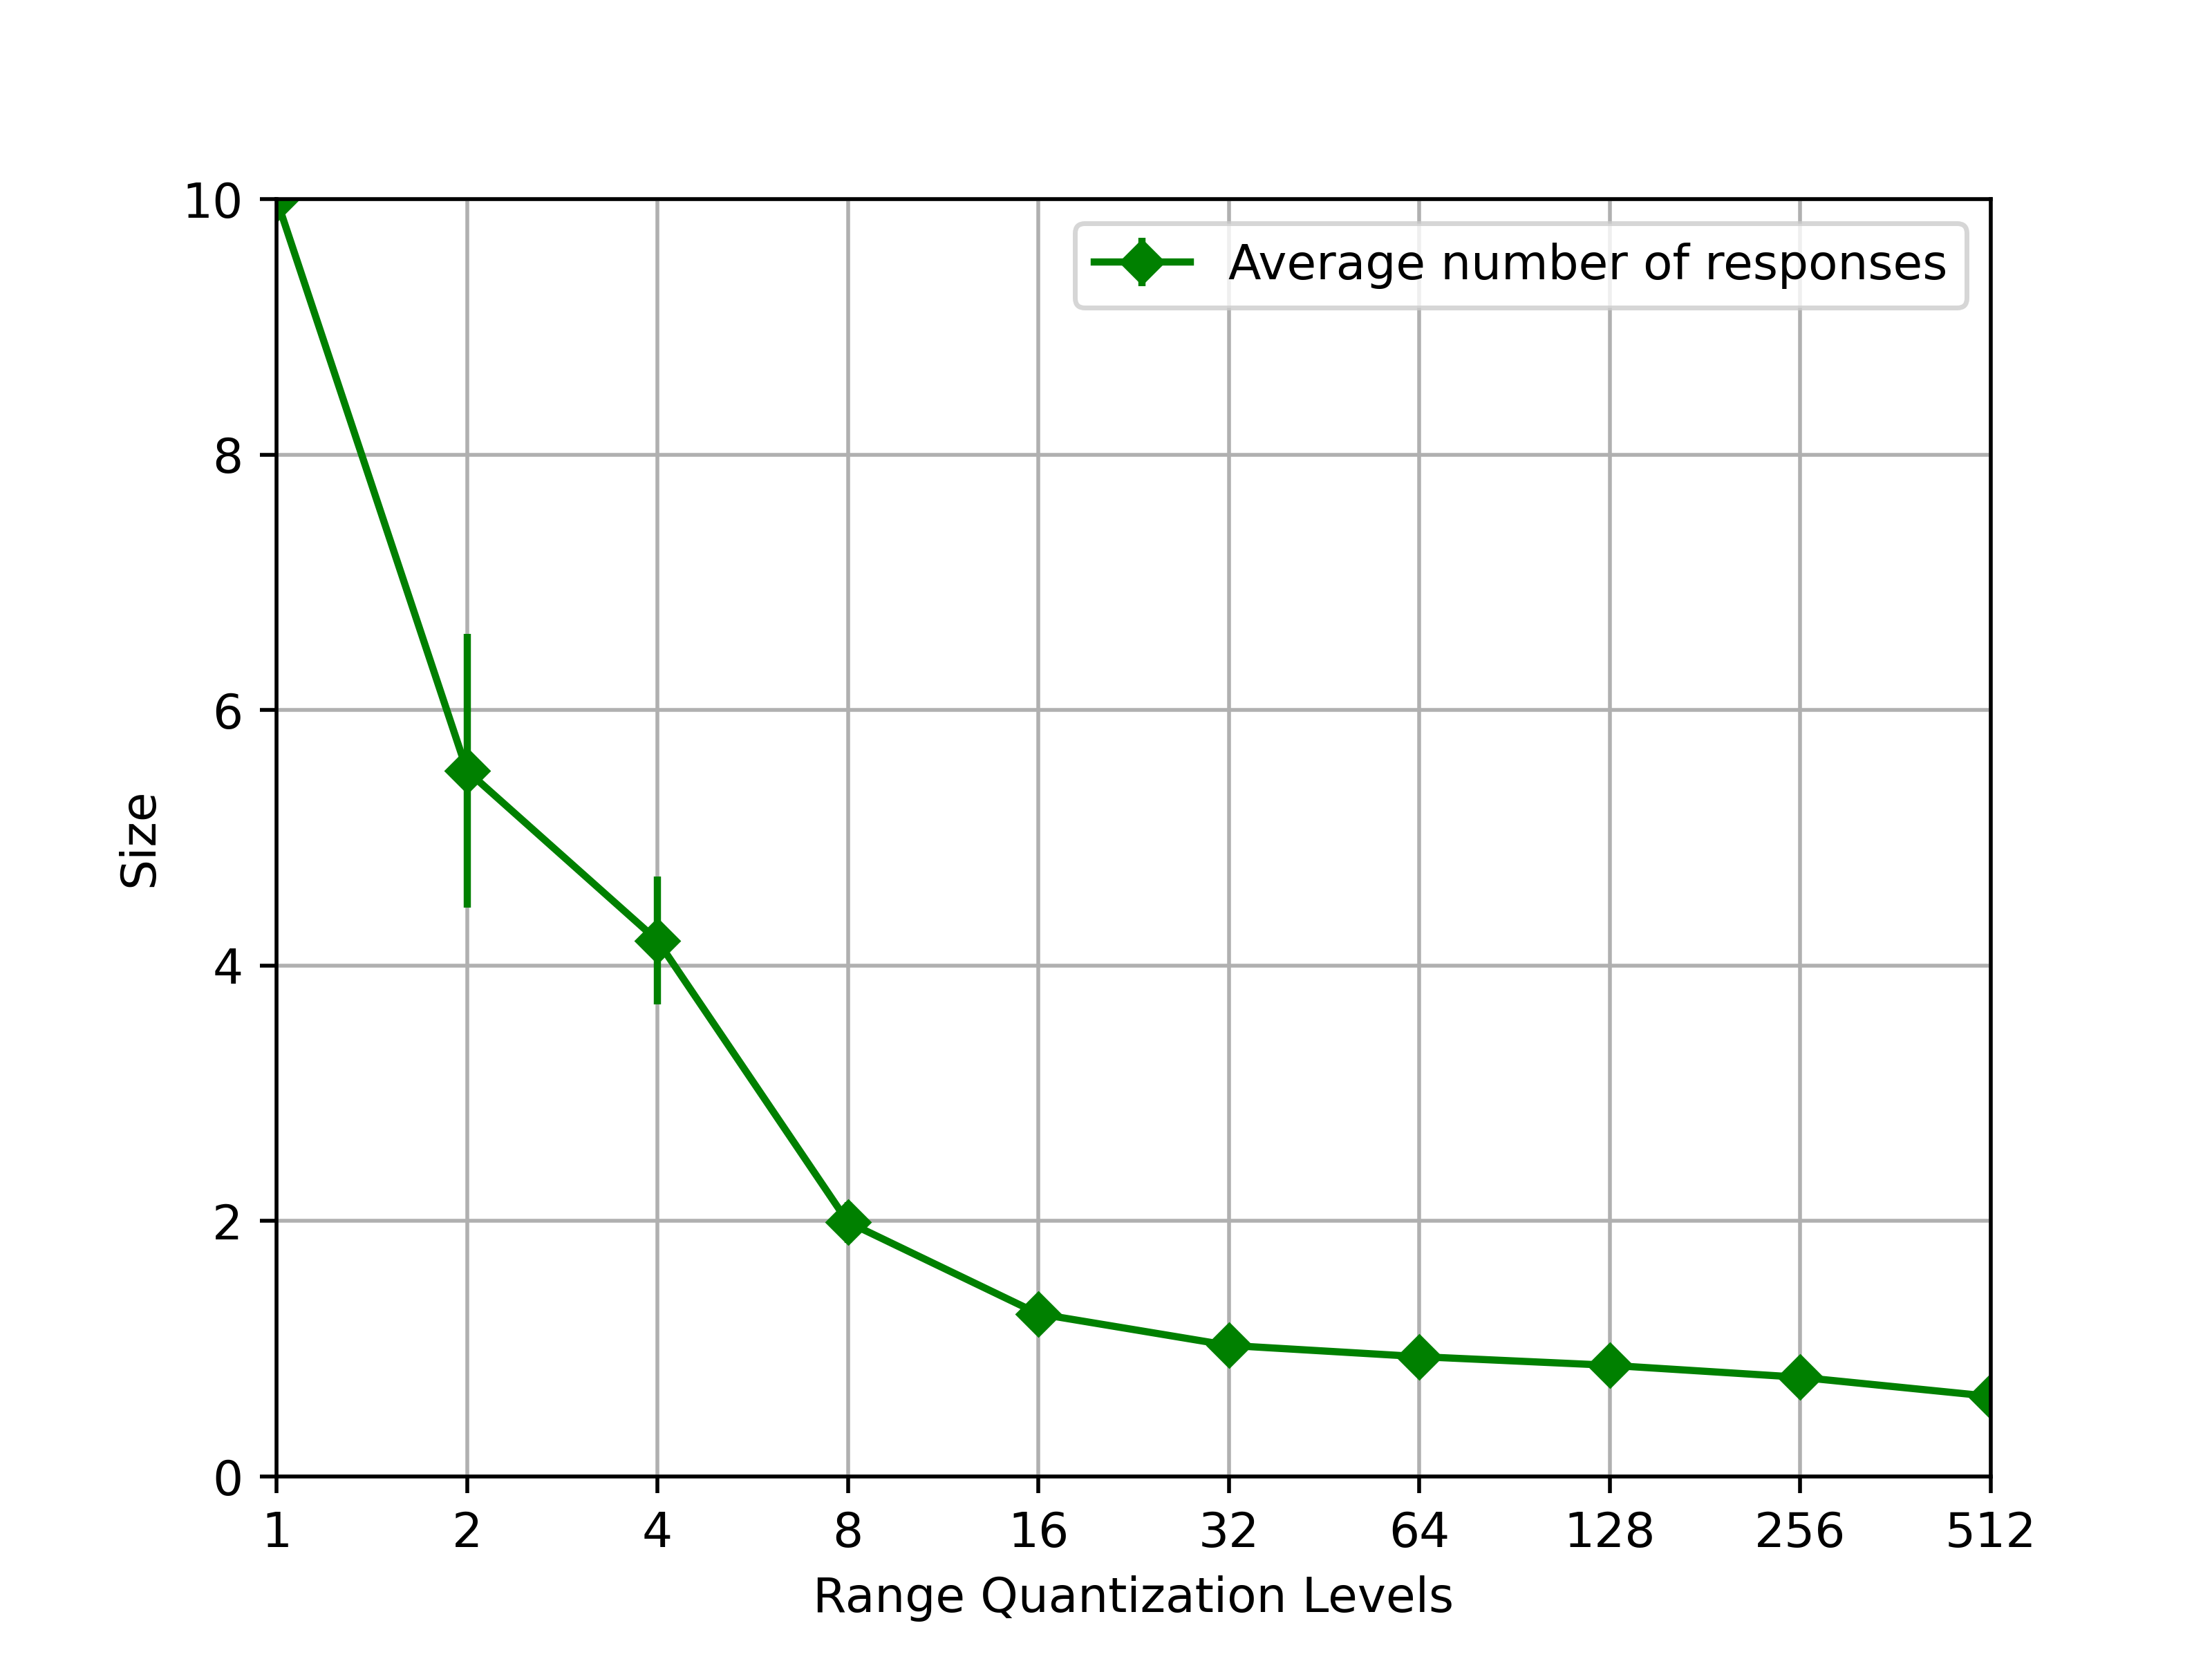 Average number of responses
10
8
6
4
2
0
Size
1 2 4 8 16 32 64 128 256 512
Range Quantization Levels